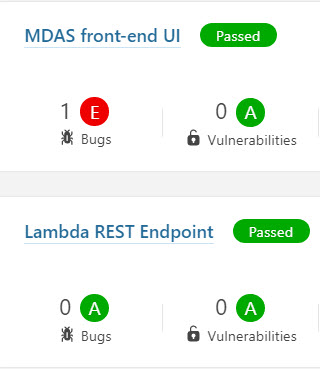 MDAS front-end UI Passed
1 E 0 A
Bugs Vulnerabilities
Lambda REST Endpoint Passed
0 A 0 A
Bugs Vulnerabilities